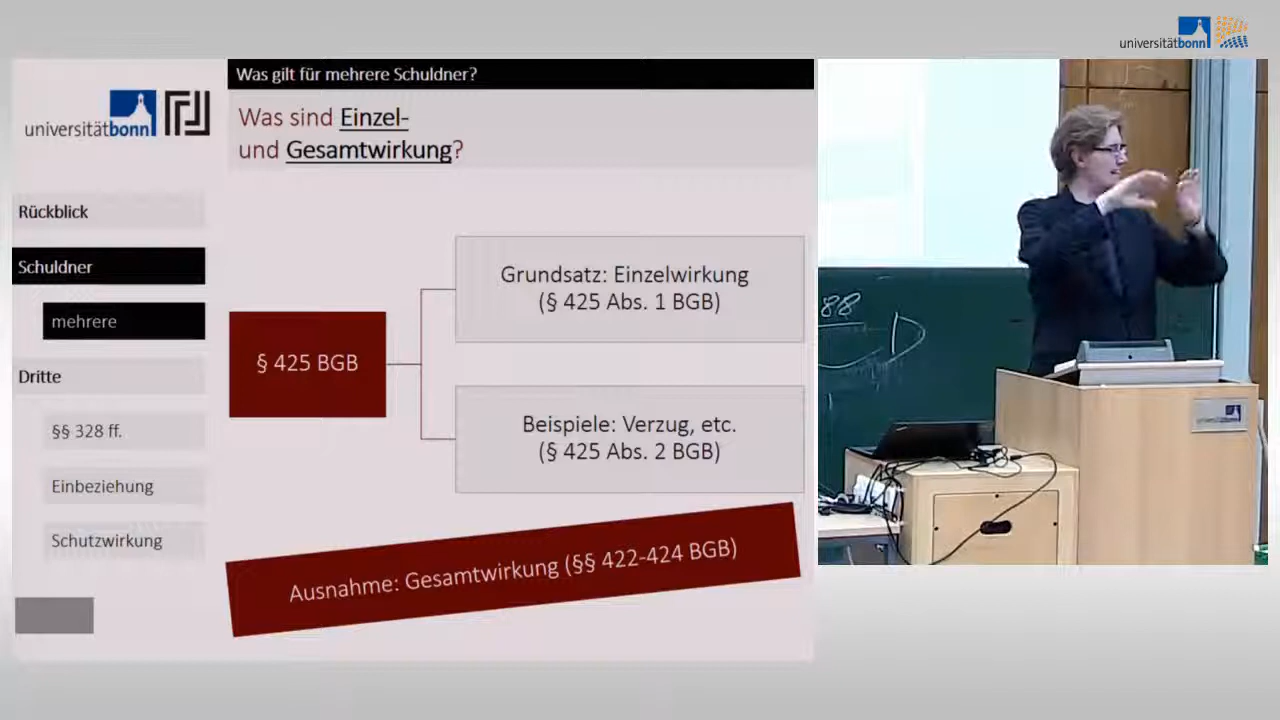 universitätbonn
Was gilt für mehrere Schuldner?
universitätbonn
Was sind Einzel-
und Gesamtwirkung?
Rückblick
Schuldner
mehrere
Dritte
§§ 328 ff.
Einbeziehung
Schutzwirkung
§ 425 BGB
Grundsatz: Einzelwirkung
(§ 425 Abs. 1 BGB)
Beispiele: Verzug, etc.
(§ 425 Abs. 2 BGB)
Ausnahme: Gesamtwirkung (§§ 422-424 BGB)
88